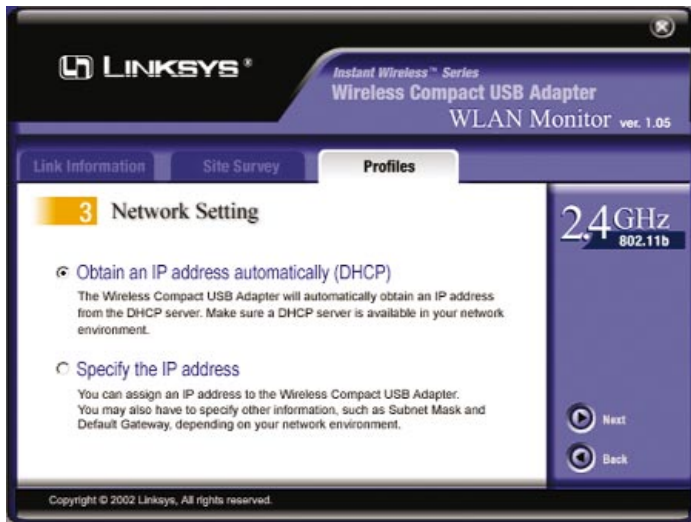 LINKSYS®
Instant Wireless™ Series
Wireless Compact USB Adapter
WLAN Monitor ver. 1.05
Link Information
Site Survey
Profiles
3 Network Setting
2.4GHz
802.11b
Obtain an IP address automatically (DHCP)
The Wireless Compact USB Adapter will automatically obtain an IP address
from the DHCP server. Make sure a DHCP server is available in your network
environment.
Specify the IP address
You can assign an IP address to the Wireless Compact USB Adapter.
You may also have to specify other information, such as Subnet Mask and
Default Gateway, depending on your network environment.
Next
Back
Copyright © 2002 Linksys, All rights reserved.